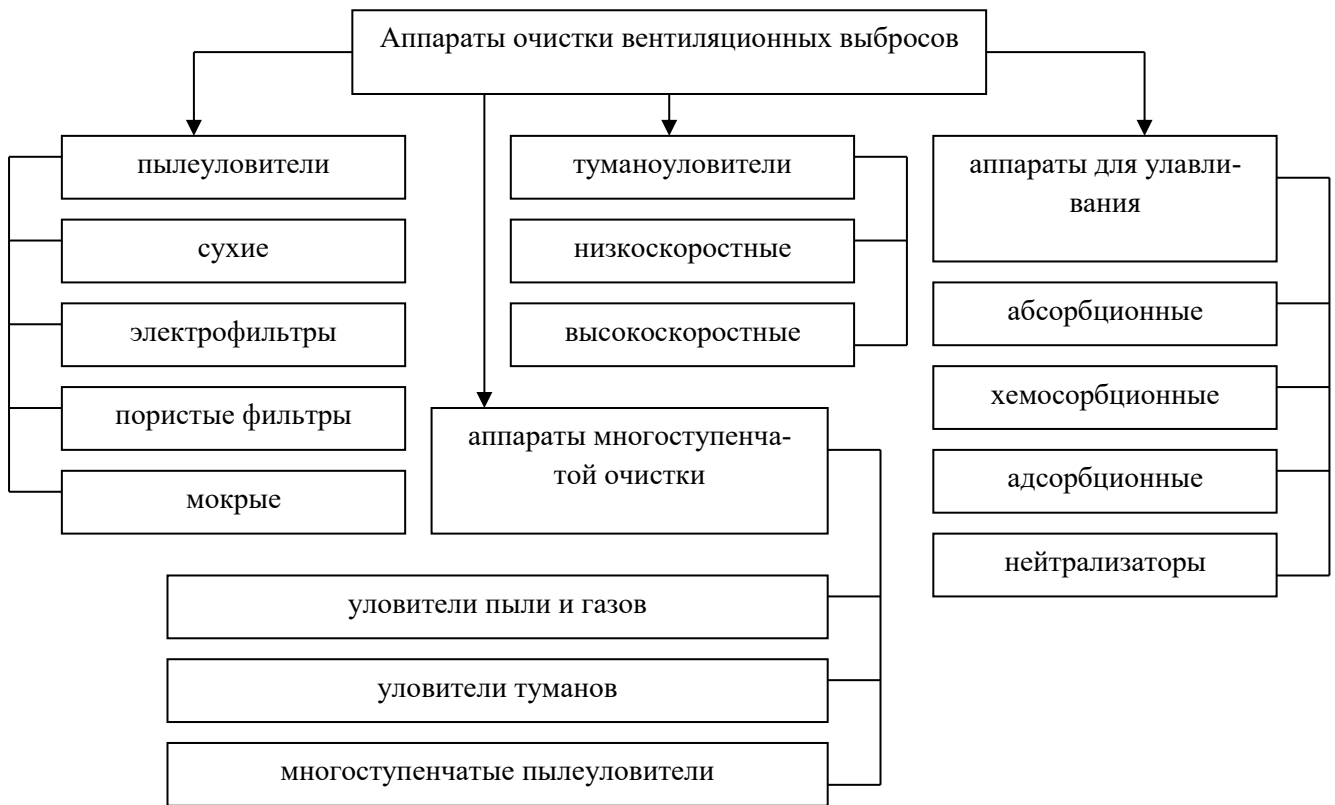 Аппараты очистки вентиляционных выбросов
пылеуловители
сухие
электрофильтры
пористые фильтры
мокрые
туманоуловители
низкоскоростные
высокоскоростные
аппараты многоступенча-
той очистки
уловители пыли и газов
уловители туманов
многоступенчатые пылеуловители
аппараты для улавли-
вания
абсорбционные
хемосорбционные
адсорбционные
нейтрализаторы